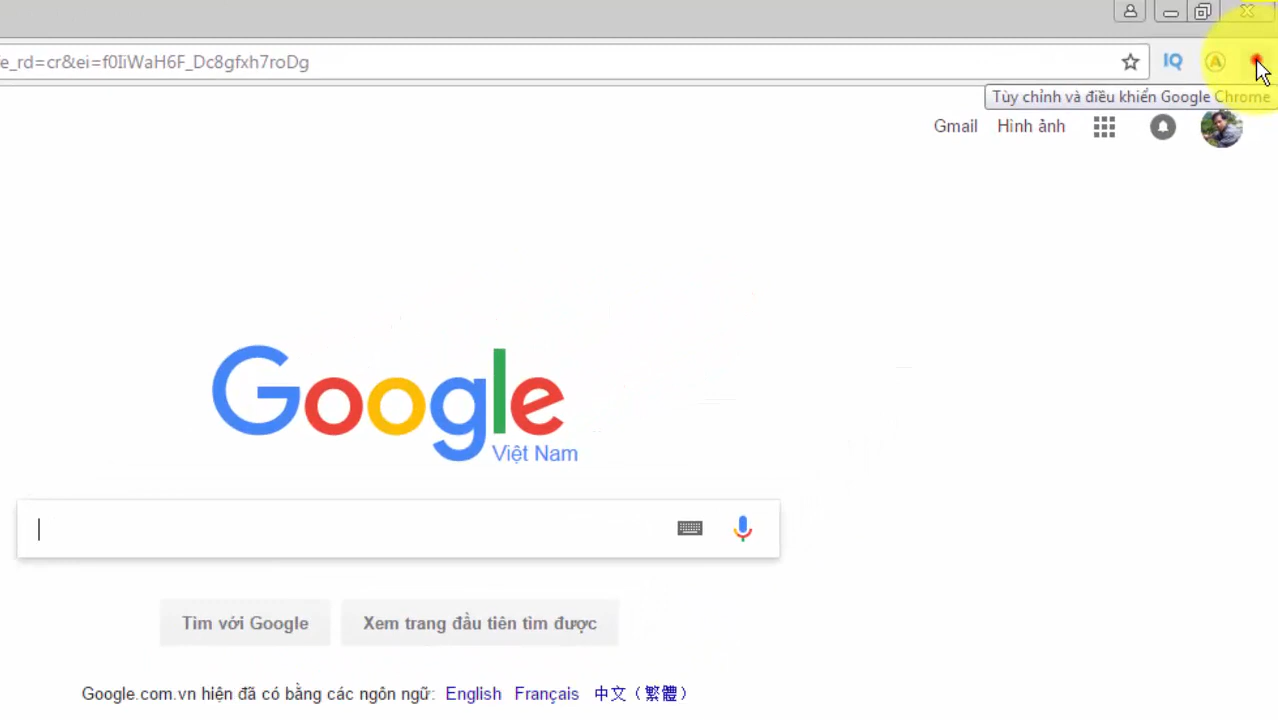 e_rd=cr&ei=f0IiWaH6F_Dc8gfxh7roDg
IQ
A
Tùy chỉnh và điều khiển Google Chrome
Gmail Hình ảnh
Google
Việt Nam
Tìm với Google Xem trang đầu tiên tìm được
Google.com.vn hiện đã có bằng các ngôn ngữ: English Français 中文（繁體）